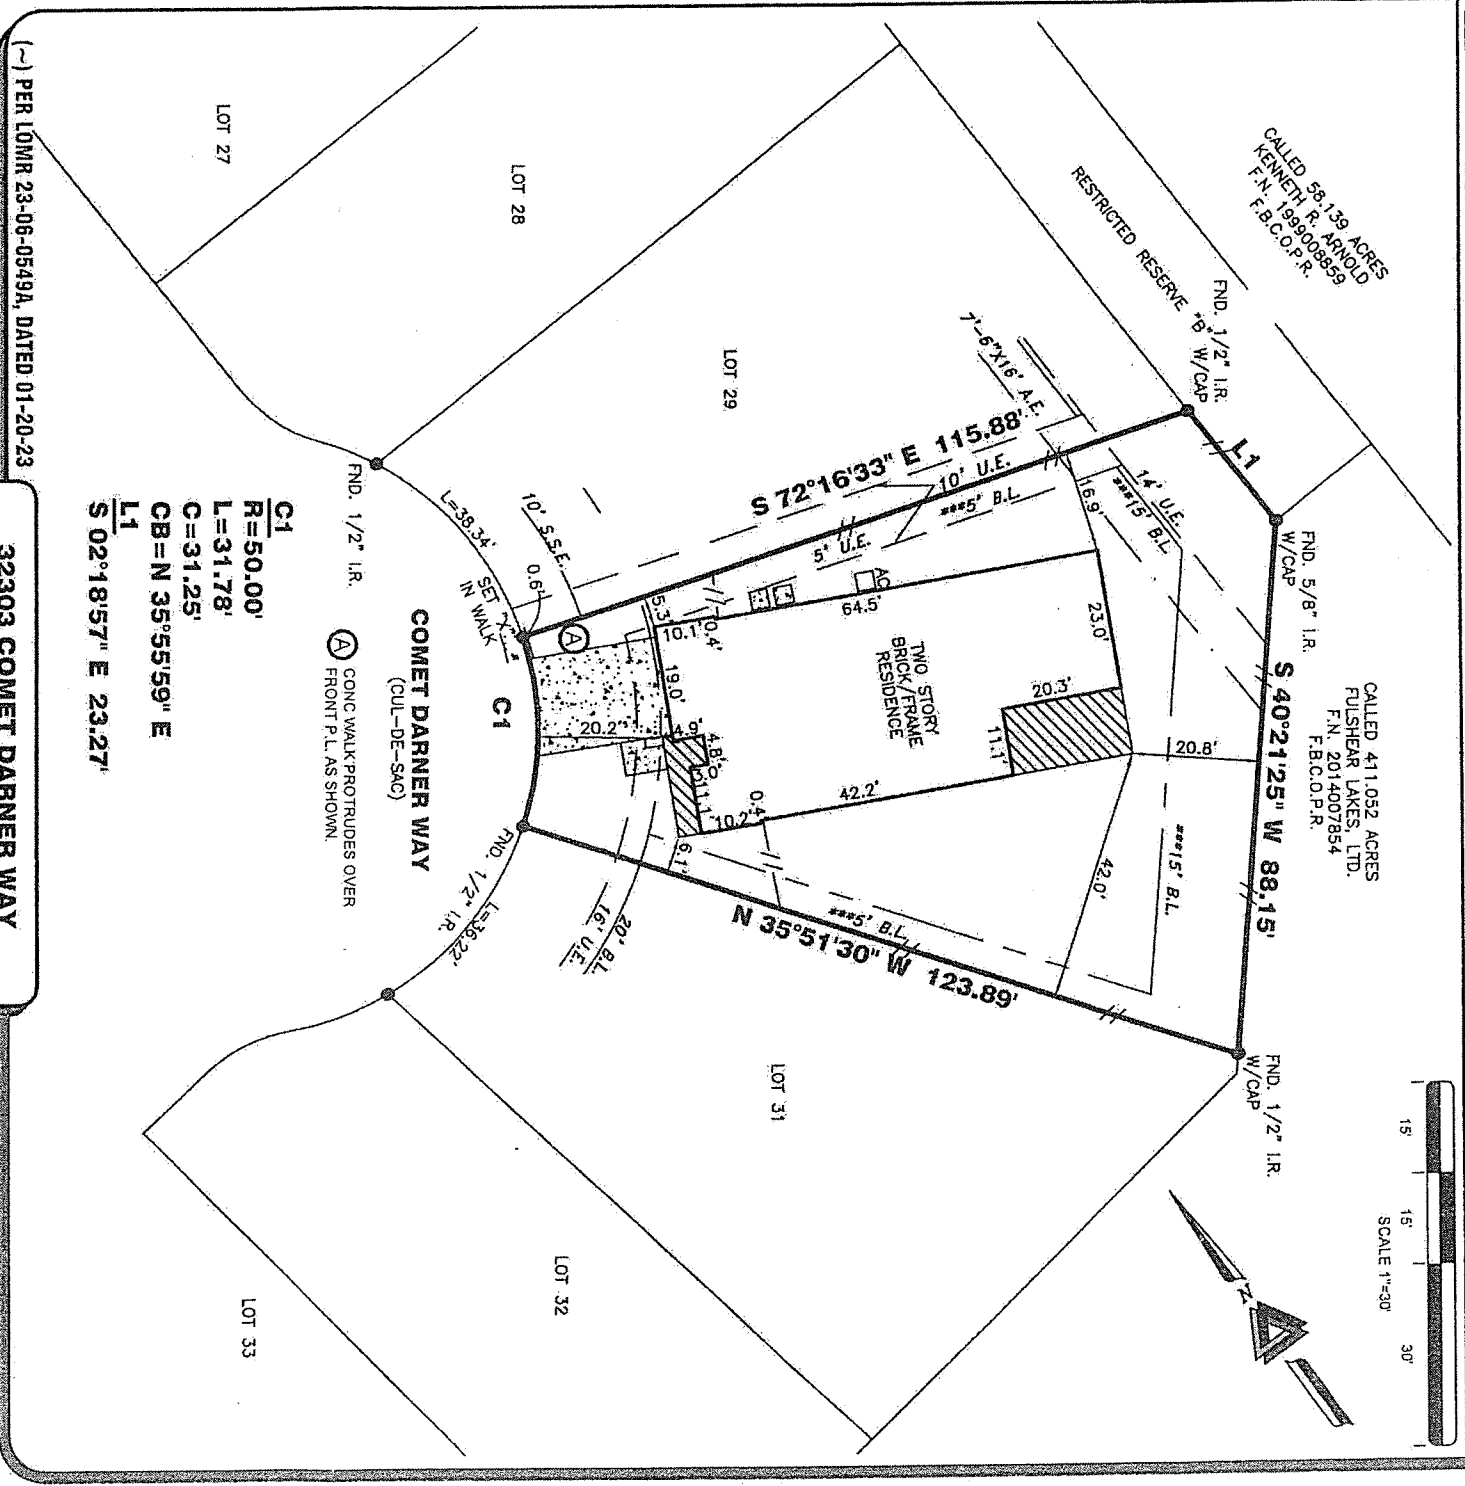 CALLED 58.139 ACRES
KENNETH R. ARNOLD
F.N. 1999008859
F.B.C.O.P.R.
RESTRICTED RESERVE "B"
FND. 1/2" I.R.
W/CAP
L1
FND. 5/8" I.R.
W/CAP
CALLED 411.052 ACRES
FULSHEAR LAKES, LTD.
F.N. 2014007854
F.B.C.O.P.R.
S 40°21'25" W 88.15'
FND. 1/2" I.R.
W/CAP
15'
15'
30'
SCALE 1"=30'
N
7'-6"X16' A.E.
14' U.E.
***15' B.L.
16.9'
S 72°16'33" E 115.88'
10' U.E.
***5' B.L.
5' U.E.
AC
64.5'
23.0'
20.3'
11.1'
20.8'
***15' B.L.
42.0'
42.2'
TWO STORY
BRICK/FRAME
RESIDENCE
5.3'
0.4'
10.1'
19.0'
4.9'
4.8'
3.0'
11.1'
10.2'
0.4'
6.1'
20.2'
***5' B.L.
N 35°51'30" W 123.89'
20' B.L.
16' U.E.
LOT 27
LOT 28
LOT 29
LOT 31
LOT 32
LOT 33
10' S.S.E.
0.6'
L=38.34'
SET "X"
IN WALK
A
C1
FND. 1/2" I.R.
FND. 1/2" I.R.
L=36.22'
COMET DARNER WAY
(CUL-DE-SAC)
A CONC WALK PROTRUDES OVER
FRONT P.L. AS SHOWN.
C1
R=50.00'
L=31.78'
C=31.25'
CB=N 35°55'59" E
L1
S 02°18'57" E 23.27'
(~) PER LOMR 23-06-0549A, DATED 01-20-23
32303 COMET DARNER WAY